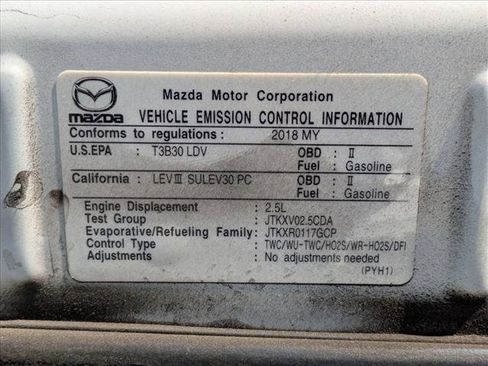 mazda
Mazda Motor Corporation
VEHICLE EMISSION CONTROL INFORMATION
Conforms to regulations : 2018 MY
U.S.EPA : T3B30 LDV OBD : II
Fuel : Gasoline
California : LEVIII SULEV30 PC OBD : II
Fuel : Gasoline
Engine Displacement : 2.5L
Test Group : JTKXV02.5CDA
Evaporative/Refueling Family : JTKXR0117GCP
Control Type : TWC/WU-TWC/HO2S/WR-HO2S/DFI
Adjustments : No adjustments needed
(PYH1)